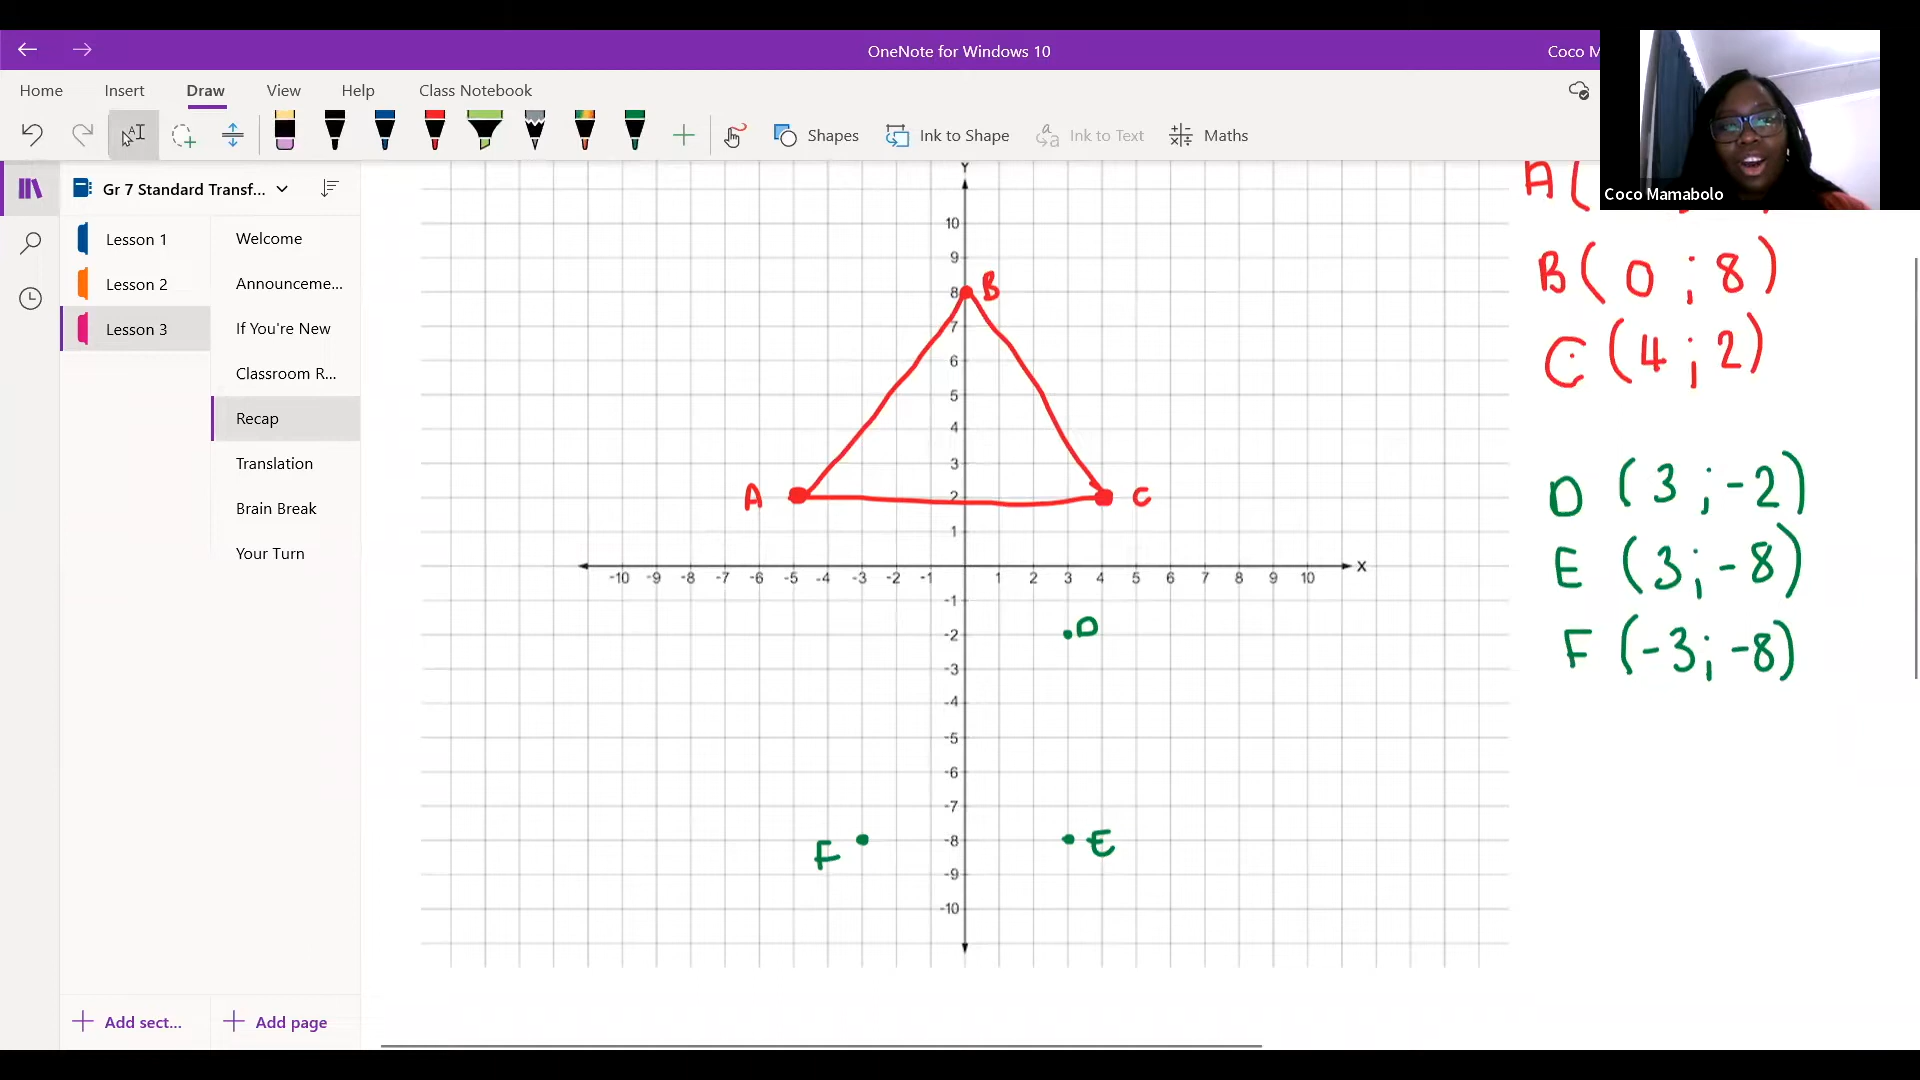 OneNote for Windows 10
Coco M
Home Insert Draw View Help Class Notebook
Shapes Ink to Shape Ink to Text Maths
Coco Mamabolo
Gr 7 Standard Transf...
Lesson 1
Lesson 2
Lesson 3
Welcome
Announceme...
If You're New
Classroom R...
Recap
Translation
Brain Break
Your Turn
Add sect...
Add page
Y
10
9
8 B
7
6
5
4
3
A 2 C
1
-10 -9 -8 -7 -6 -5 -4 -3 -2 -1 1 2 3 4 5 6 7 8 9 10 X
-1
-2 D
-3
-4
-5
-6
-7
F -8 E
-9
-10
A (
B ( 0 ; 8 )
C ( 4 ; 2 )
D ( 3 ; -2 )
E ( 3 ; -8 )
F ( -3 ; -8 )